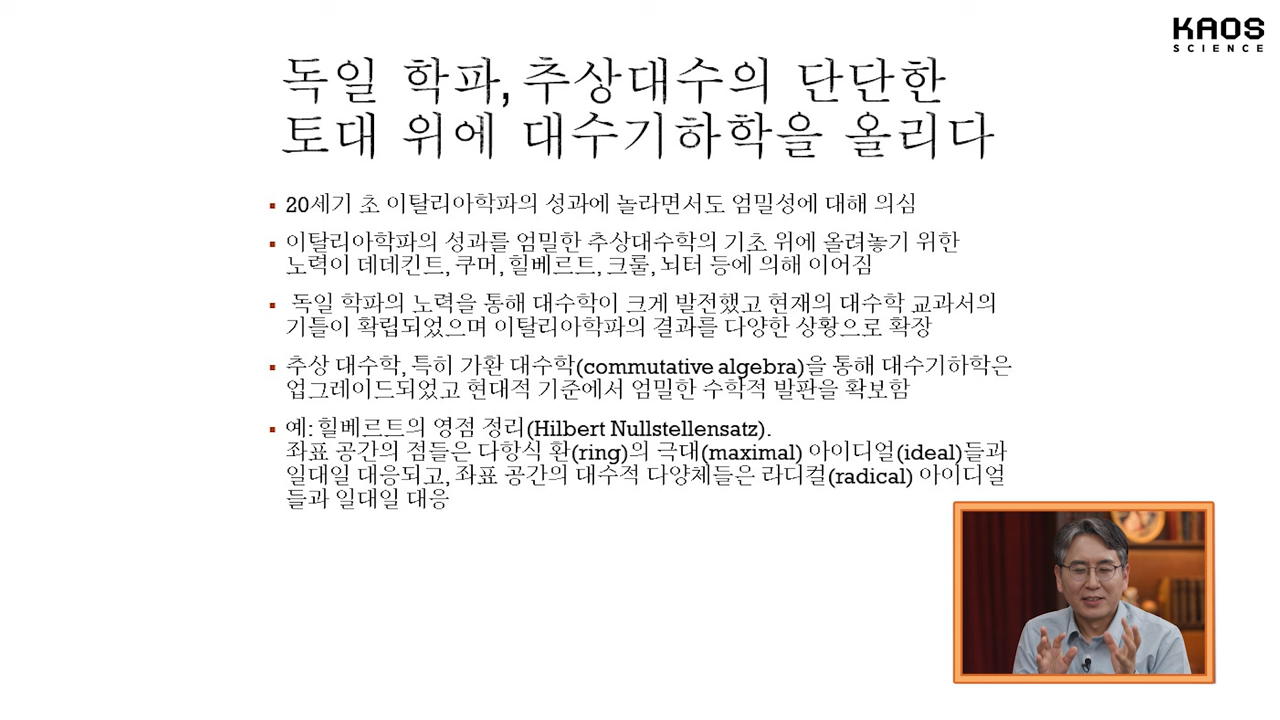 KAOS
SCIENCE
독일 학파, 추상대수의 단단한
토대 위에 대수기하학을 올리다
20세기 초 이탈리아학파의 성과에 놀라면서도 엄밀성에 대해 의심
이탈리아학파의 성과를 엄밀한 추상대수학의 기초 위에 올려놓기 위한
노력이 데데킨트, 쿠머, 힐베르트, 크룰, 뇌터 등에 의해 이어짐
독일 학파의 노력을 통해 대수학이 크게 발전했고 현재의 대수학 교과서의
기틀이 확립되었으며 이탈리아학파의 결과를 다양한 상황으로 확장
추상 대수학, 특히 가환 대수학(commutative algebra)을 통해 대수기하학은
업그레이드되었고 현대적 기준에서 엄밀한 수학적 발판을 확보함
예: 힐베르트의 영점 정리(Hilbert Nullstellensatz).
좌표 공간의 점들은 다항식 환(ring)의 극대(maximal) 아이디얼(ideal)들과
일대일 대응되고, 좌표 공간의 대수적 다양체들은 라디컬(radical) 아이디얼
들과 일대일 대응